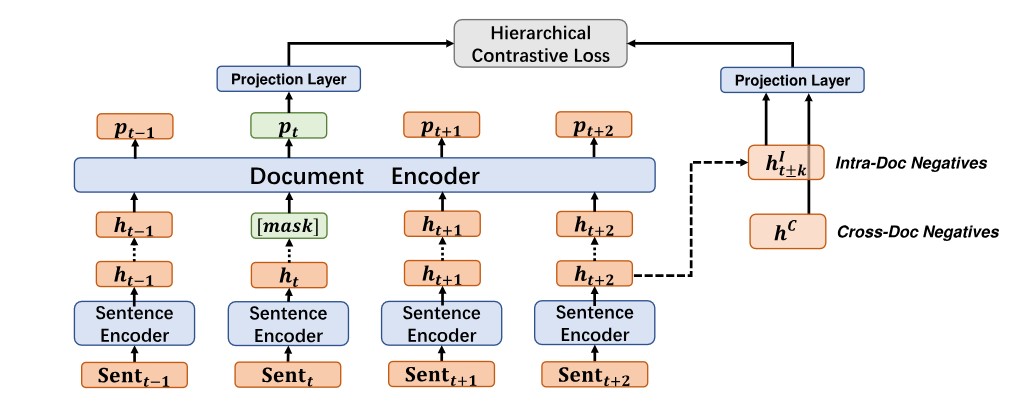 Hierarchical
Contrastive Loss
Projection Layer
Projection Layer
p_{t−1}
p_t
p_{t+1}
p_{t+2}
Document Encoder
h^I_{t±k}
Intra-Doc Negatives
h_{t−1}
[mask]
h_{t+1}
h_{t+2}
h^C
Cross-Doc Negatives
h_{t−1}
h_t
h_{t+1}
h_{t+2}
Sentence
Encoder
Sentence
Encoder
Sentence
Encoder
Sentence
Encoder
Sent_{t−1}
Sent_t
Sent_{t+1}
Sent_{t+2}